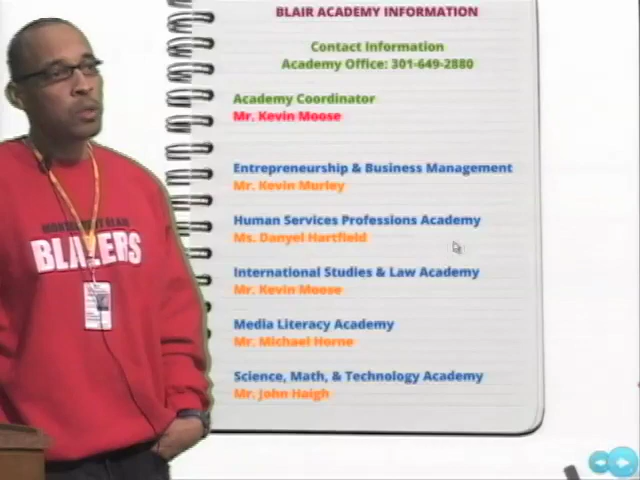 BLAIR ACADEMY INFORMATION
Contact Information
Academy Office: 301-649-2880
Academy Coordinator
Mr. Kevin Moose
Entrepreneurship & Business Management
Mr. Kevin Murley
Human Services Professions Academy
Ms. Danyel Hartfield
International Studies & Law Academy
Mr. Kevin Moose
Media Literacy Academy
Mr. Michael Horne
Science, Math, & Technology Academy
Mr. John Haigh
MONTGOMERY BLAIR
BLAZERS